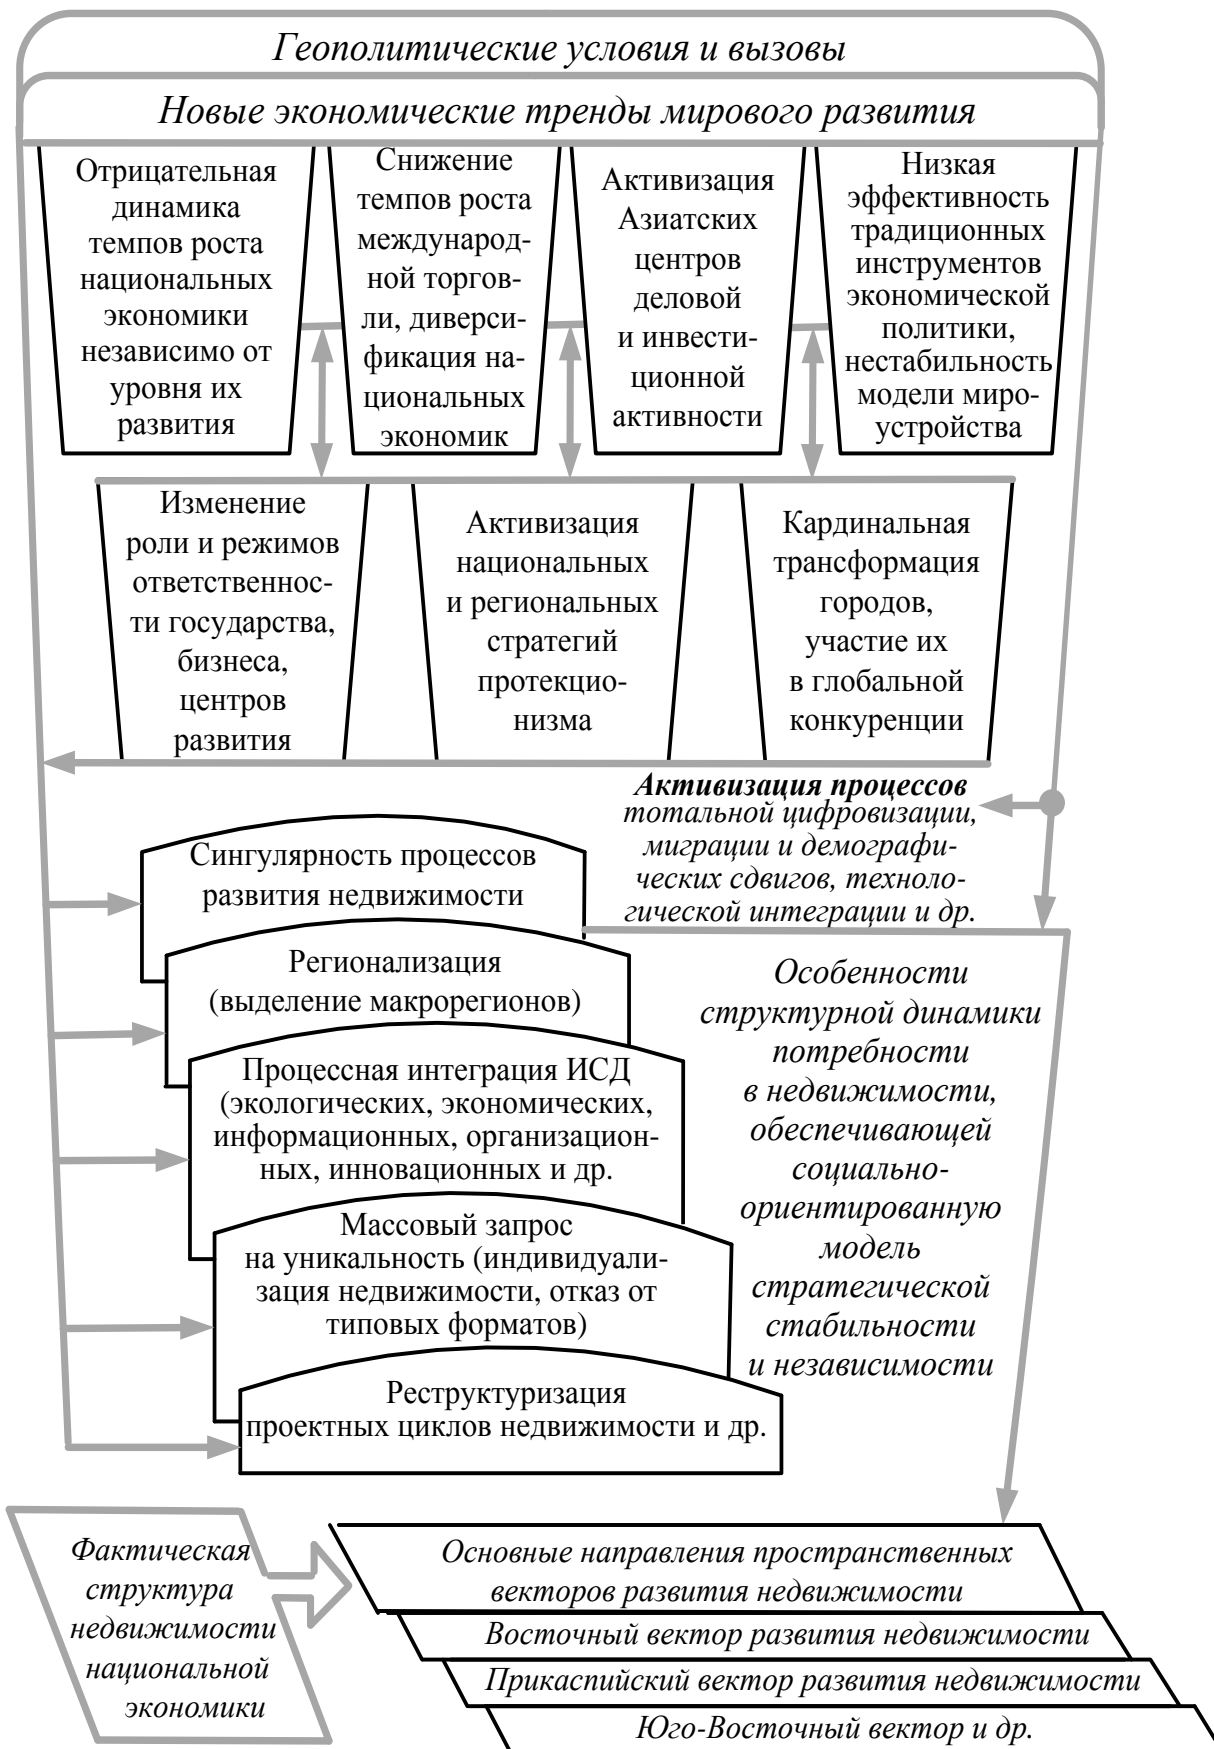 Геополитические условия и вызовы
Новые экономические тренды мирового развития
Отрицательная
динамика
темпов роста
национальных
экономики
независимо от
уровня их
развития
Снижение
темпов роста
международ-
ной торгов-
ли, диверси-
фикация на-
циональных
экономик
Активизация
Азиатских
центров
деловой
и инвести-
ционной
активности
Низкая
эффективность
традиционных
инструментов
экономической
политики,
нестабильность
модели миро-
устройства
Изменение
роли и режимов
ответственнос-
ти государства,
бизнеса,
центров
развития
Активизация
национальных
и региональных
стратегий
протекцио-
низма
Кардинальная
трансформация
городов,
участие их
в глобальной
конкуренции
Активизация процессов
тотальной цифровизации,
миграции и демографи-
ческих сдвигов, техноло-
гической интеграции и др.
Сингулярность процессов
развития недвижимости
Регионализация
(выделение макрорегионов)
Процессная интеграция ИСД
(экологических, экономических,
информационных, организацион-
ных, инновационных и др.
Массовый запрос
на уникальность (индивидуали-
зация недвижимости, отказ от
типовых форматов)
Реструктуризация
проектных циклов недвижимости и др.
Особенности
структурной динамики
потребности
в недвижимости,
обеспечивающей
социально-
ориентированную
модель
стратегической
стабильности
и независимости
Фактическая
структура
недвижимости
национальной
экономики
Основные направления пространственных
векторов развития недвижимости
Восточный вектор развития недвижимости
Прикаспийский вектор развития недвижимости
Юго-Восточный вектор и др.